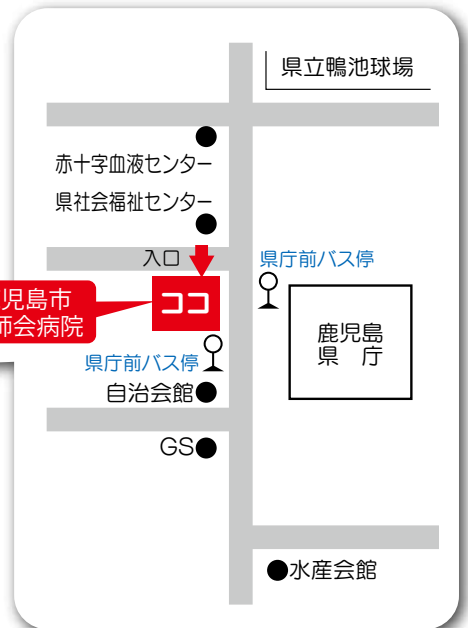 県立鴨池球場
赤十字血液センター
県社会福祉センター
入口
県庁前バス停
ココ
児島市
師会病院
鹿児島
県 庁
県庁前バス停
自治会館
GS
水産会館